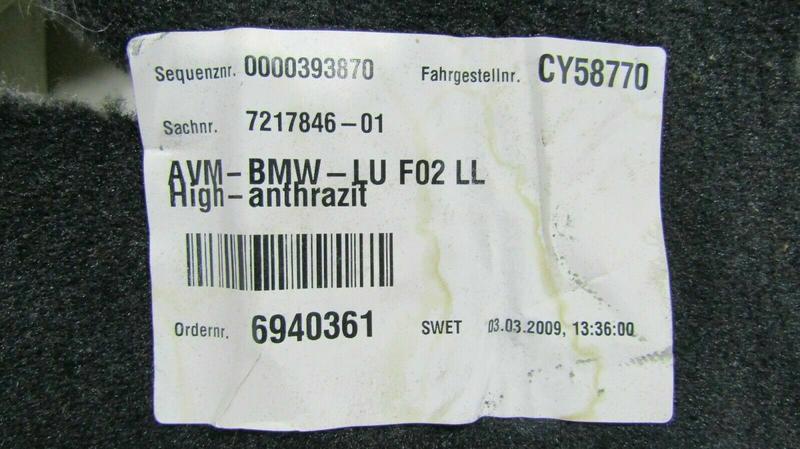 Sequenznr. 0000393870 Fahrgestellnr. CY58770
Sachnr. 7217846-01
AVM-BMW-LU F02 LL
High-anthrazit
Ordernr. 6940361 SWET 03.03.2009, 13:36:00